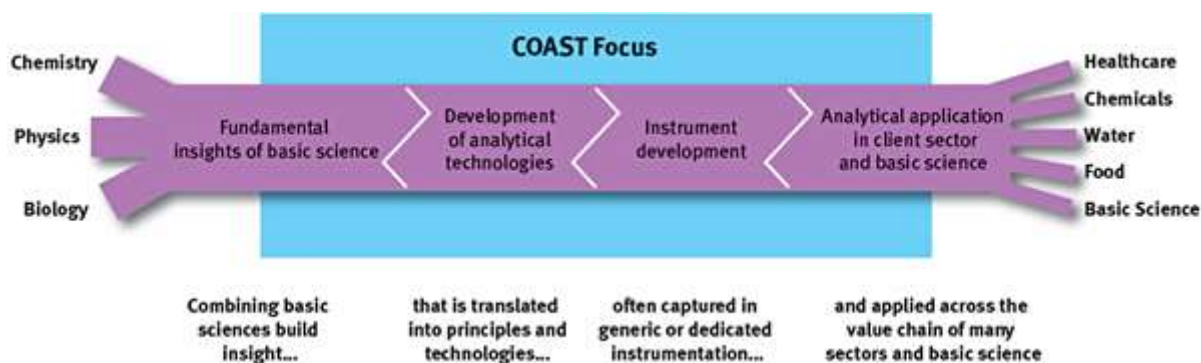 COAST Focus
Chemistry
Physics
Biology
Fundamental
insights of basic science
Development
of analytical
technologies
Instrument
development
Analytical application
in client sector
and basic science
Healthcare
Chemicals
Water
Food
Basic Science
Combining basic
sciences build
insight...
that is translated
into principles and
technologies...
often captured in
generic or dedicated
instrumentation...
and applied across the
value chain of many
sectors and basic science